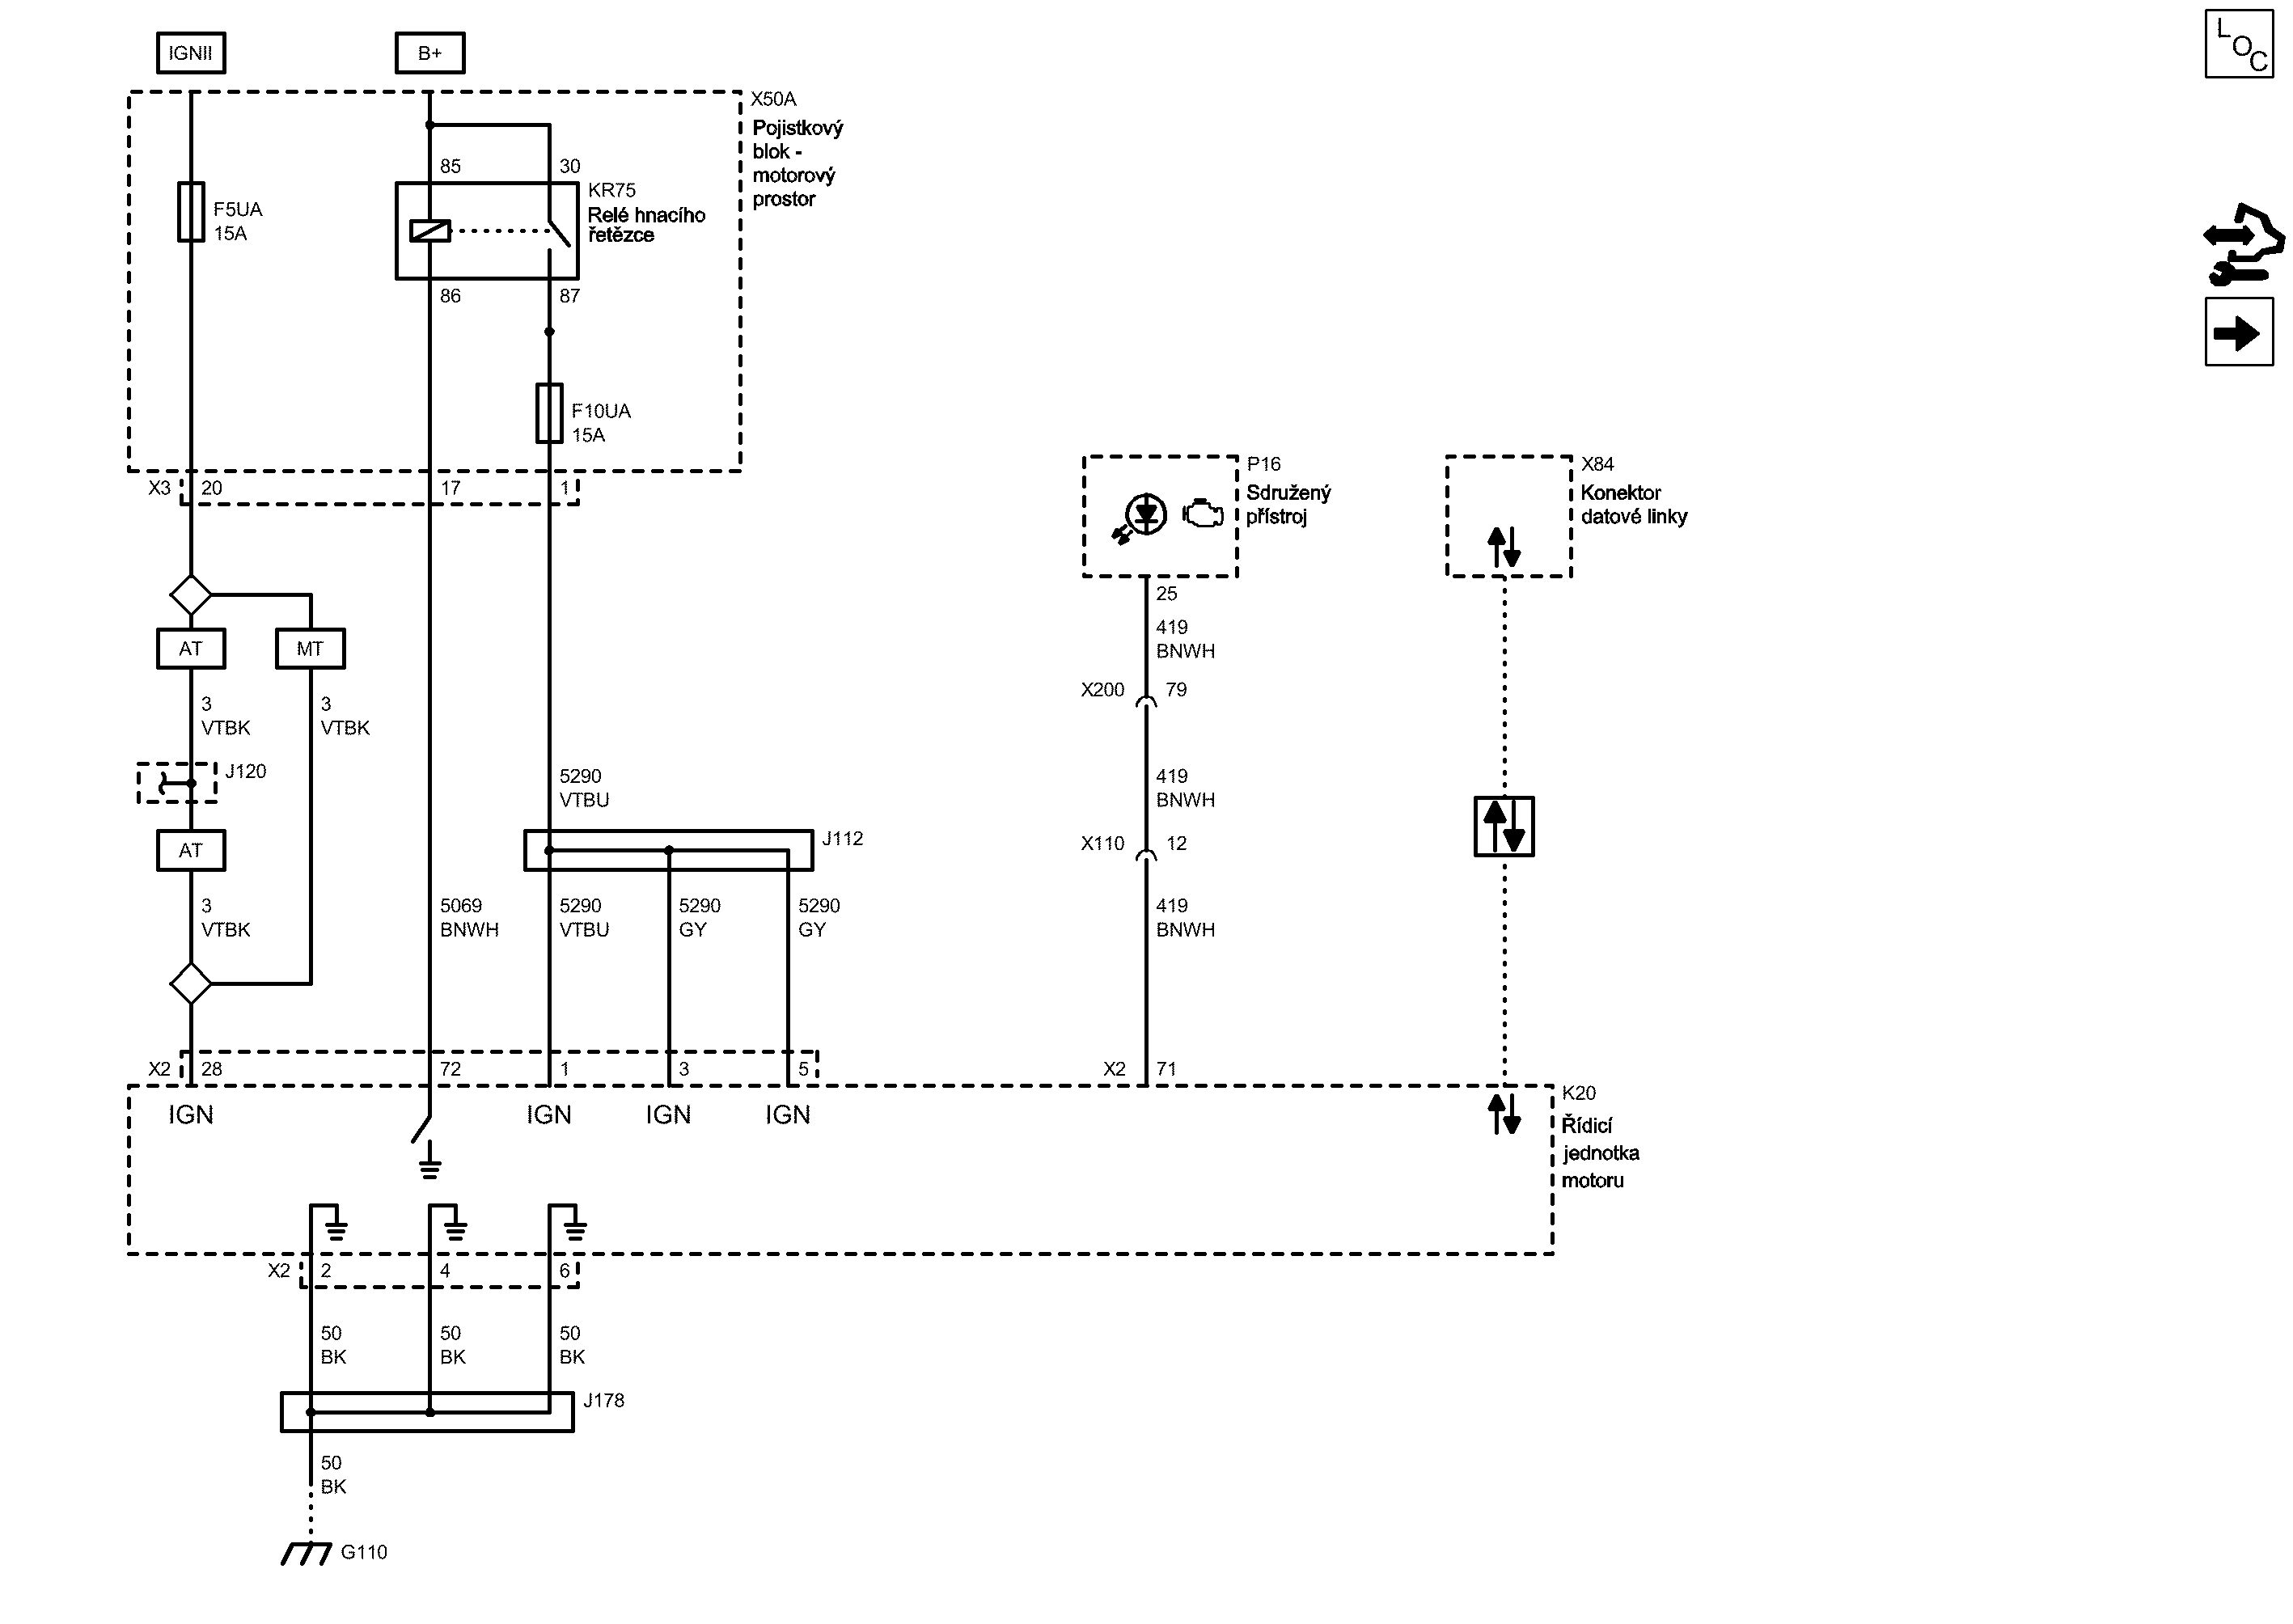 IGNII
B+
LOC
X50A
Pojistkový
blok -
motorový
prostor
85
30
KR75
Relé hnacího
řetězce
F5UA
15A
86
87
F10UA
15A
X3
20
17
1
P16
Sdružený
přístroj
X84
Konektor
datové linky
25
419
BNWH
AT
MT
X200
79
3
VTBK
3
VTBK
J120
5290
VTBU
419
BNWH
AT
J112
X110
12
3
VTBK
5069
BNWH
5290
VTBU
5290
GY
5290
GY
419
BNWH
X2
28
72
1
3
5
X2
71
IGN
IGN
IGN
IGN
K20
Řídicí
jednotka
motoru
X2
2
4
6
50
BK
50
BK
50
BK
J178
50
BK
G110